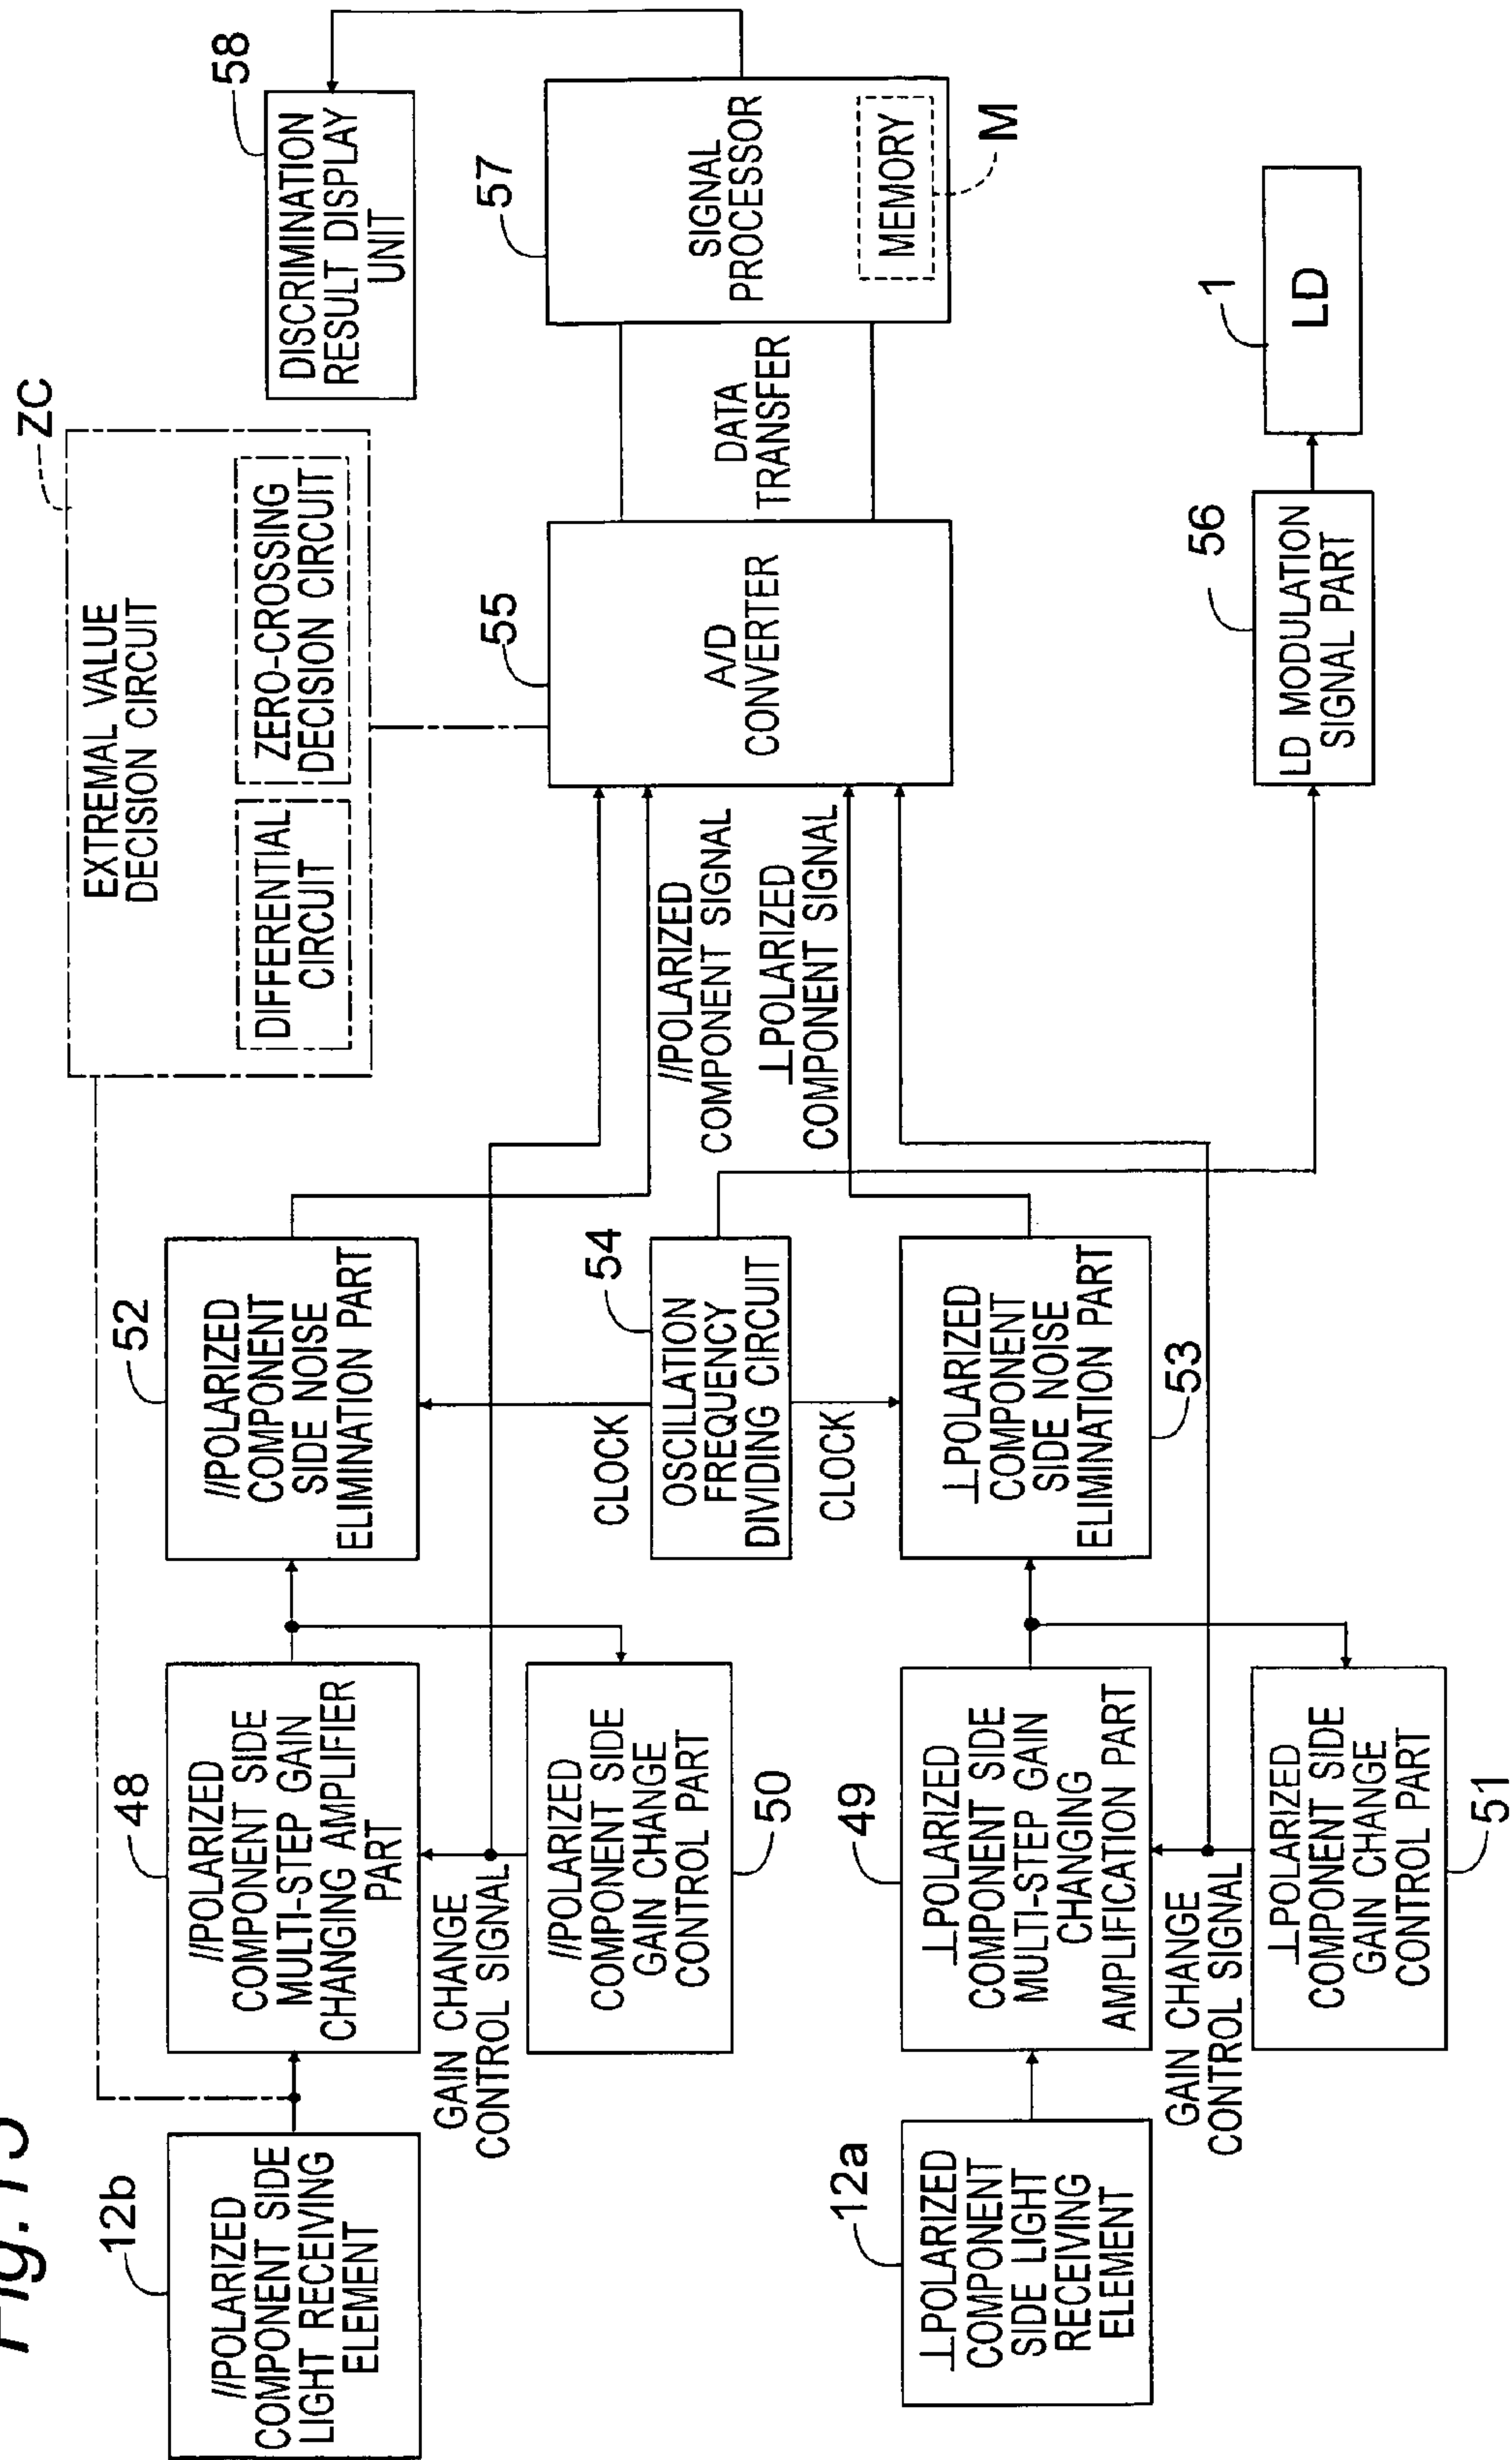 Fig. 15
12b
//POLARIZED
COMPONENT SIDE
LIGHT RECEIVING
ELEMENT
48
//POLARIZED
COMPONENT SIDE
MULTI-STEP GAIN
CHANGING AMPLIFIER
PART
GAIN CHANGE
CONTROL SIGNAL
//POLARIZED
COMPONENT SIDE
GAIN CHANGE
CONTROL PART
50
52
//POLARIZED
COMPONENT
SIDE NOISE
ELIMINATION PART
CLOCK
54
OSCILLATION
FREQUENCY
DIVIDING CIRCUIT
CLOCK
12a
⊥POLARIZED
COMPONENT
SIDE LIGHT
RECEIVING
ELEMENT
49
⊥POLARIZED
COMPONENT SIDE
MULTI-STEP GAIN
CHANGING
AMPLIFICATION PART
GAIN CHANGE
CONTROL SIGNAL
⊥POLARIZED
COMPONENT SIDE
GAIN CHANGE
CONTROL PART
51
⊥POLARIZED
COMPONENT
SIDE NOISE
ELIMINATION PART
53
ZC
EXTREMAL VALUE
DECISION CIRCUIT
DIFFERENTIAL
CIRCUIT
ZERO-CROSSING
DECISION CIRCUIT
//POLARIZED
COMPONENT SIGNAL
⊥POLARIZED
COMPONENT SIGNAL
55
A/D
CONVERTER
DATA
TRANSFER
57
SIGNAL
PROCESSOR
MEMORY
M
58
DISCRIMINATION
RESULT DISPLAY
UNIT
56
LD MODULATION
SIGNAL PART
1
LD